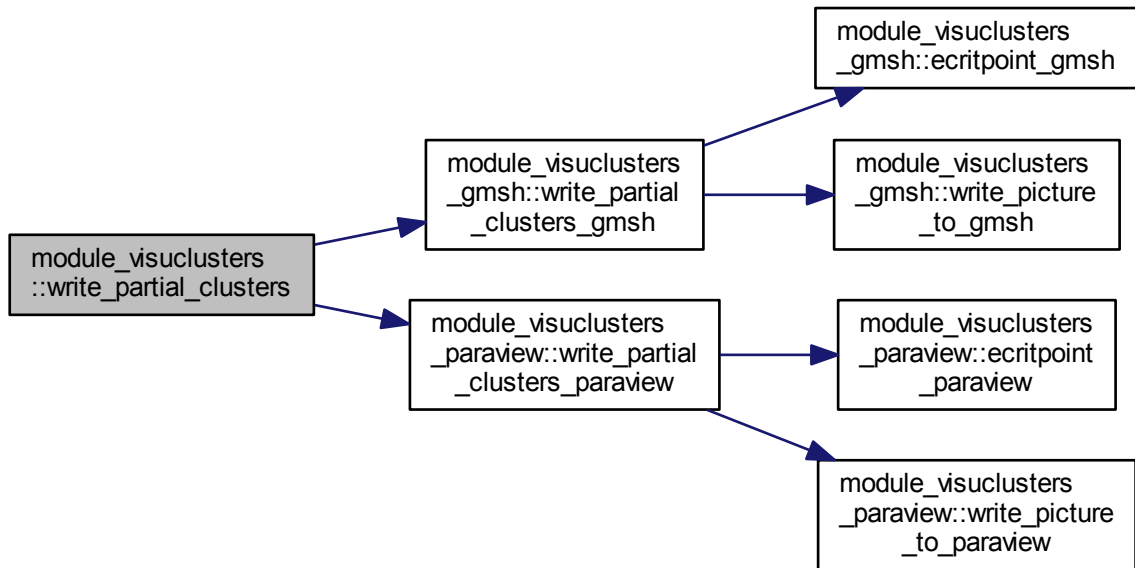 module_visuclusters
_gmsh::ecritpoint_gmsh
module_visuclusters
_gmsh::write_partial
_clusters_gmsh
module_visuclusters
_gmsh::write_picture
_to_gmsh
module_visuclusters
::write_partial_clusters
module_visuclusters
_paraview::write_partial
_clusters_paraview
module_visuclusters
_paraview::ecritpoint
_paraview
module_visuclusters
_paraview::write_picture
_to_paraview